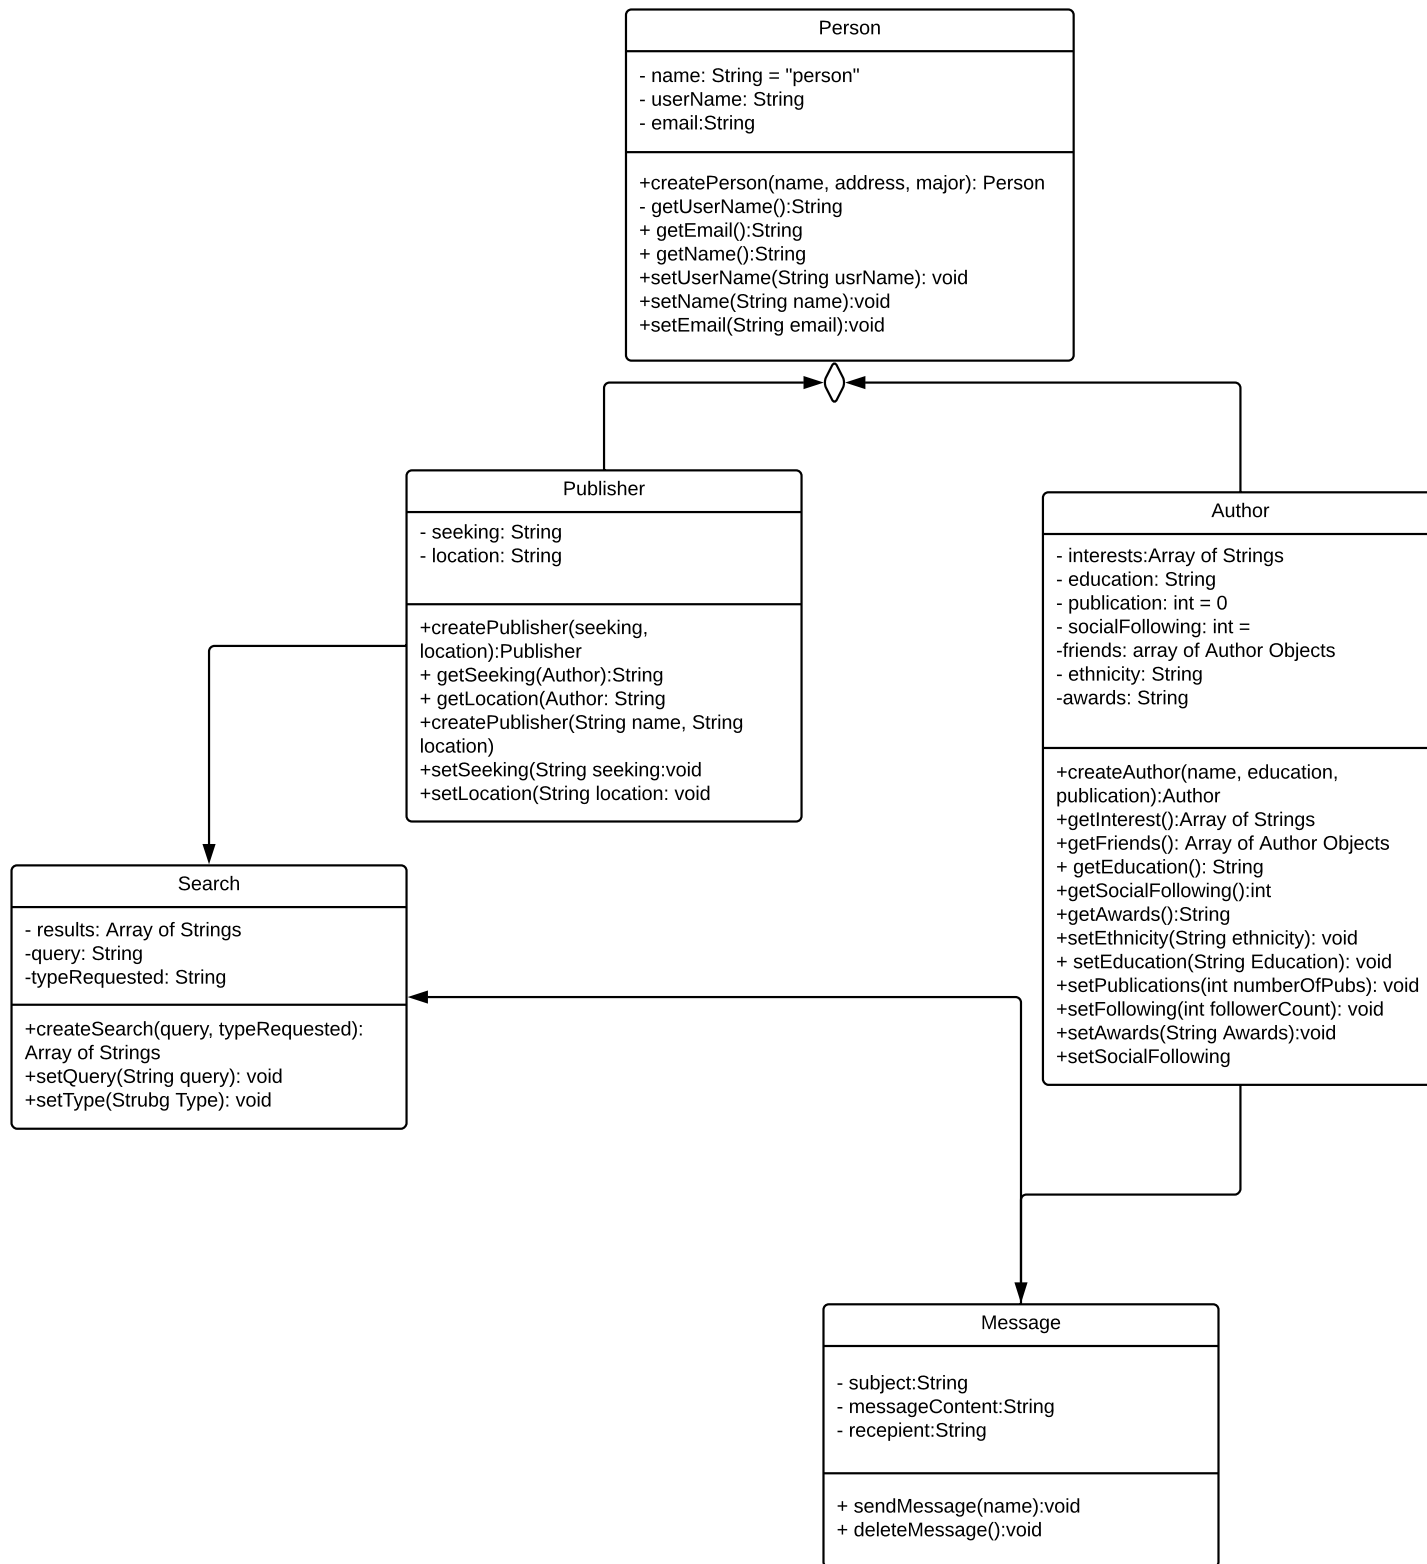 Person
- name: String = "person"
- userName: String
- email:String
+createPerson(name, address, major): Person
- getUserName():String
+ getEmail():String
+ getName():String
+setUserName(String usrName): void
+setName(String name):void
+setEmail(String email):void
Publisher
- seeking: String
- location: String
+createPublisher(seeking,
location):Publisher
+ getSeeking(Author):String
+ getLocation(Author: String
+createPublisher(String name, String
location)
+setSeeking(String seeking:void
+setLocation(String location: void
Author
- interests:Array of Strings
- education: String
- publication: int = 0
- socialFollowing: int =
-friends: array of Author Objects
- ethnicity: String
-awards: String
+createAuthor(name, education,
publication):Author
+getInterest():Array of Strings
+getFriends(): Array of Author Objects
+ getEducation(): String
+getSocialFollowing():int
+getAwards():String
+setEthnicity(String ethnicity): void
+ setEducation(String Education): void
+setPublications(int numberOfPubs): void
+setFollowing(int followerCount): void
+setAwards(String Awards):void
+setSocialFollowing
Search
- results: Array of Strings
-query: String
-typeRequested: String
+createSearch(query, typeRequested):
Array of Strings
+setQuery(String query): void
+setType(Strubg Type): void
Message
- subject:String
- messageContent:String
- recepient:String
+ sendMessage(name):void
+ deleteMessage():void